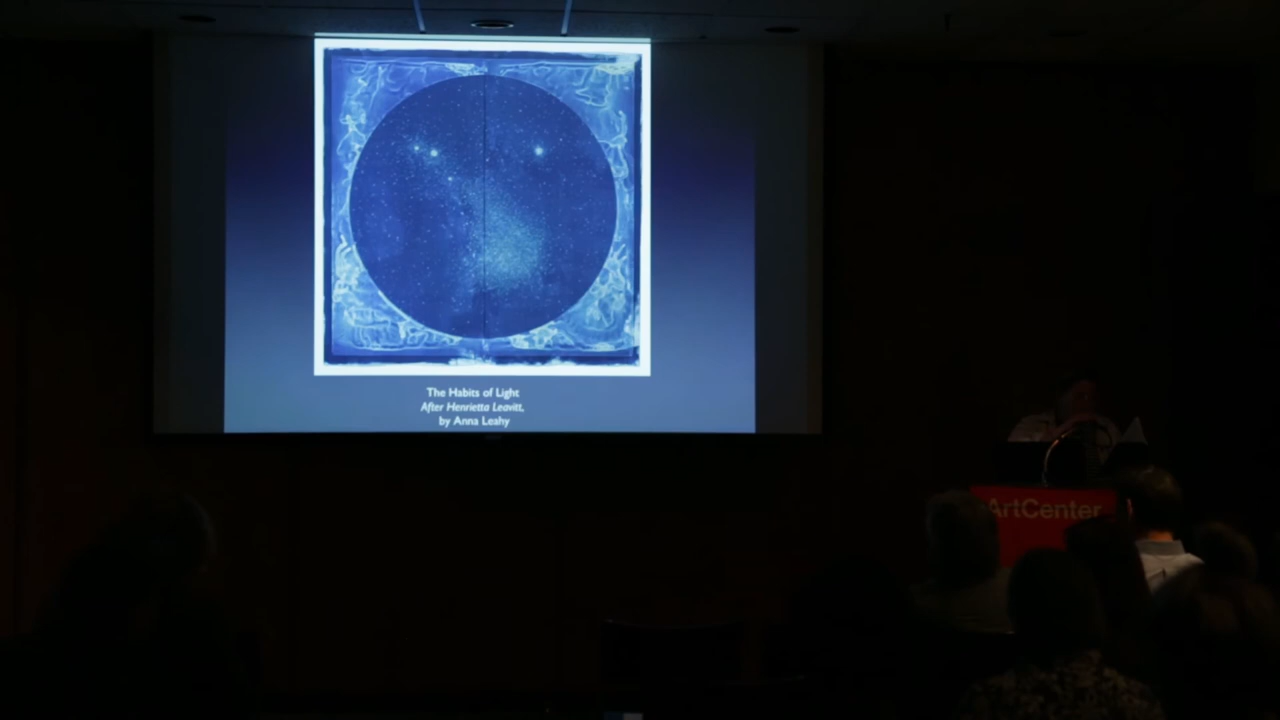 The Habits of Light
After Henrietta Leavitt,
by Anna Leahy
ArtCenter